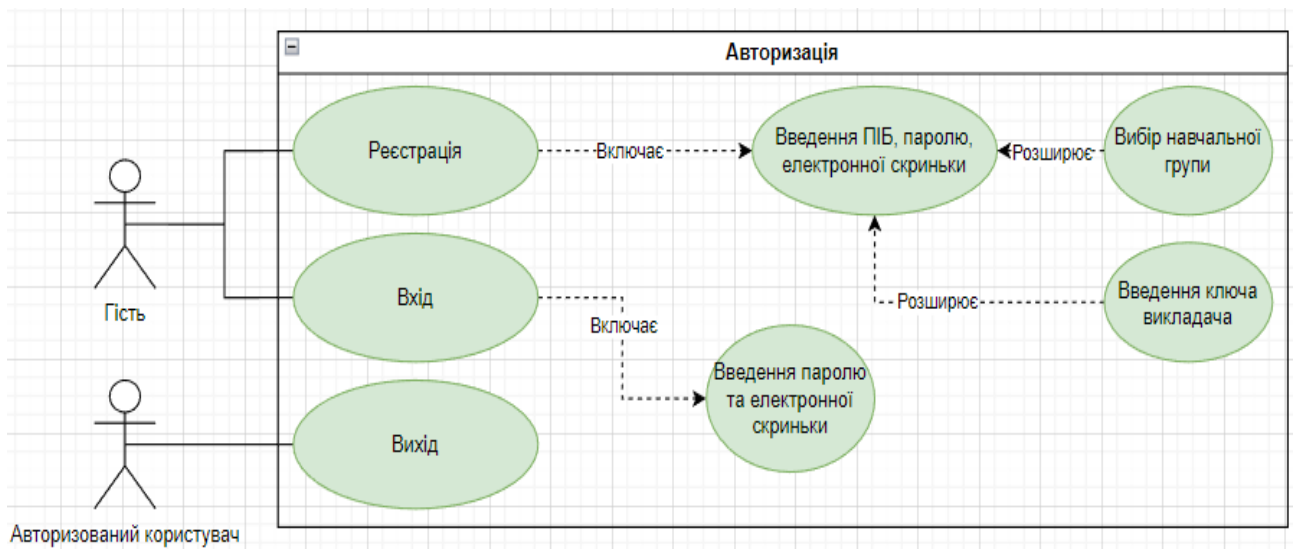 Авторизація
Реєстрація
Включає
Введення ПІБ, паролю,
електронної скриньки
Розширює
Вибір навчальної
групи
Гість
Вхід
Включає
Розширює
Введення ключа
викладача
Введення паролю
та електронної
скриньки
Вихід
Авторизований користувач